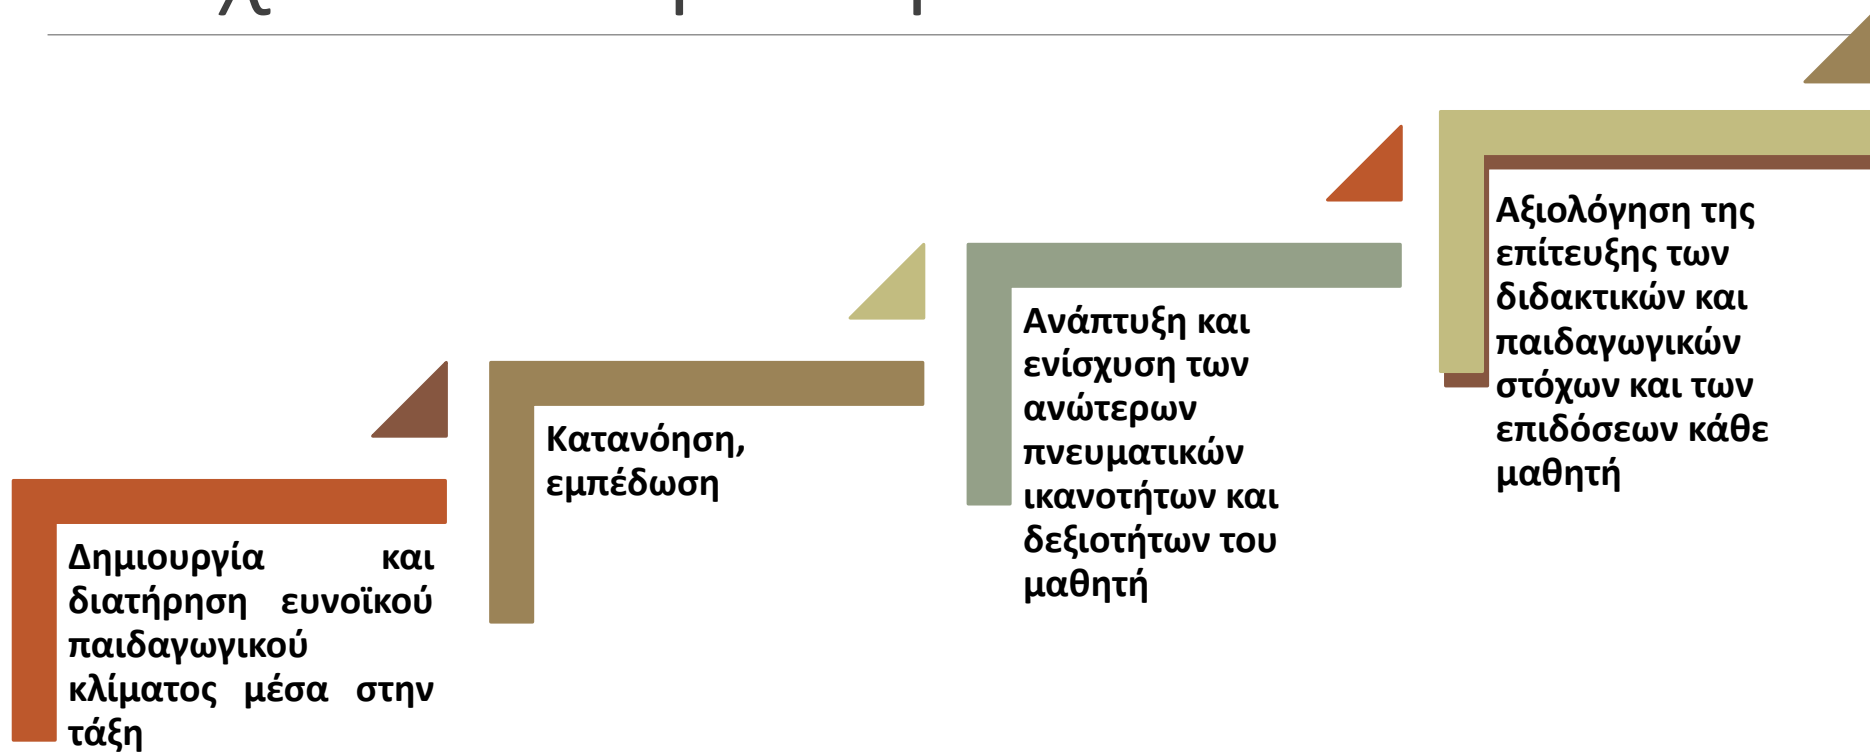 Δημιουργία και
διατήρηση ευνοϊκού
παιδαγωγικού
κλίματος μέσα στην
τάξη
Κατανόηση,
εμπέδωση
Ανάπτυξη και
ενίσχυση των
ανώτερων
πνευματικών
ικανοτήτων και
δεξιοτήτων του
μαθητή
Αξιολόγηση της
επίτευξης των
διδακτικών και
παιδαγωγικών
στόχων και των
επιδόσεων κάθε
μαθητή